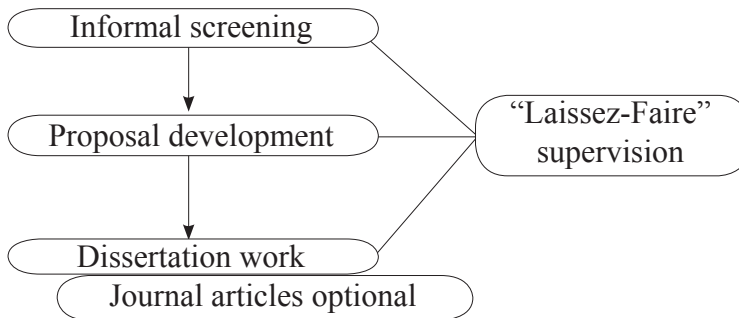 Informal screening
Proposal development
“Laissez-Faire”
supervision
Dissertation work
Journal articles optional